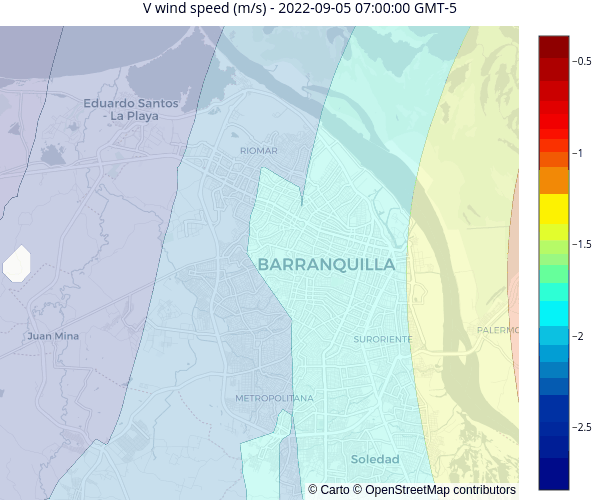 V wind speed (m/s) - 2022-09-05 07:00:00 GMT-5
Eduardo Santos
- La Playa
RIOMAR
BARRANQUILLA
Juan Mina
SURORIENTE
PALERMO
METROPOLITANA
Soledad
© Carto © OpenStreetMap contributors
−0.5
−1
−1.5
−2
−2.5